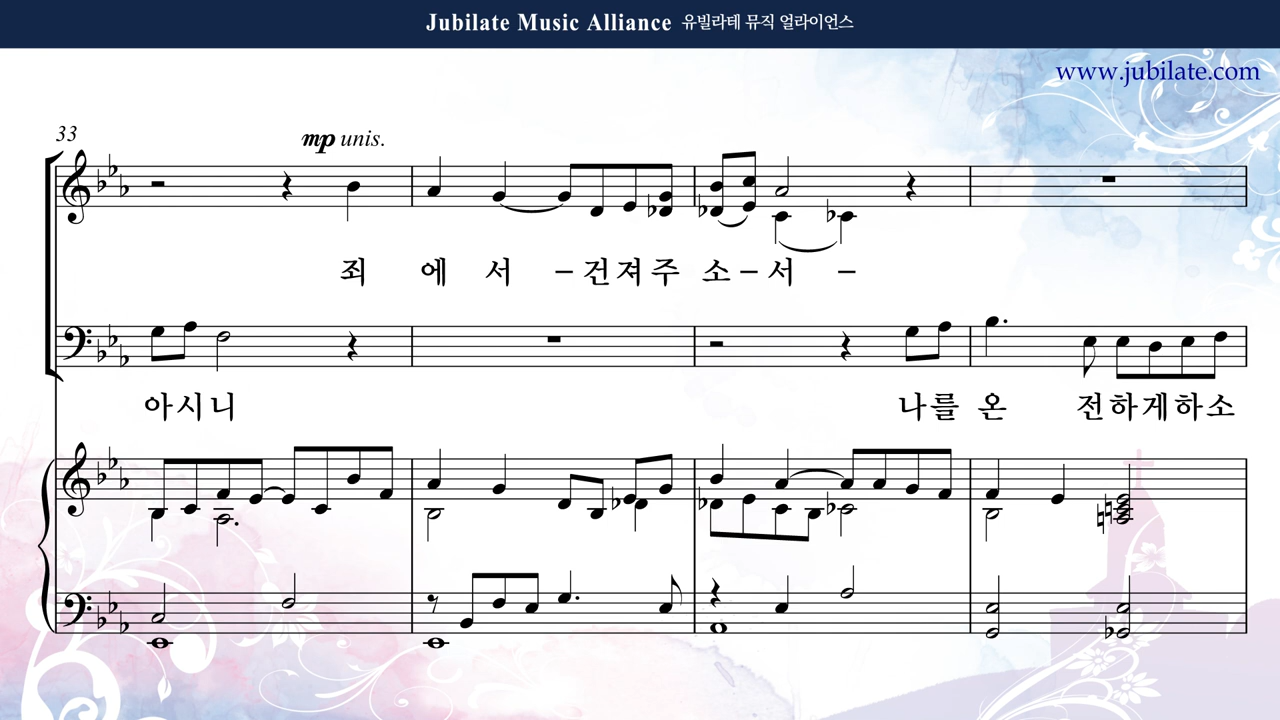 Jubilate Music Alliance 유빌라테 뮤직 얼라이언스
www.jubilate.com
33
mp unis.
죄 에 서 - 건져주 소 - 서 -
아시니 나를 온 전하게하소